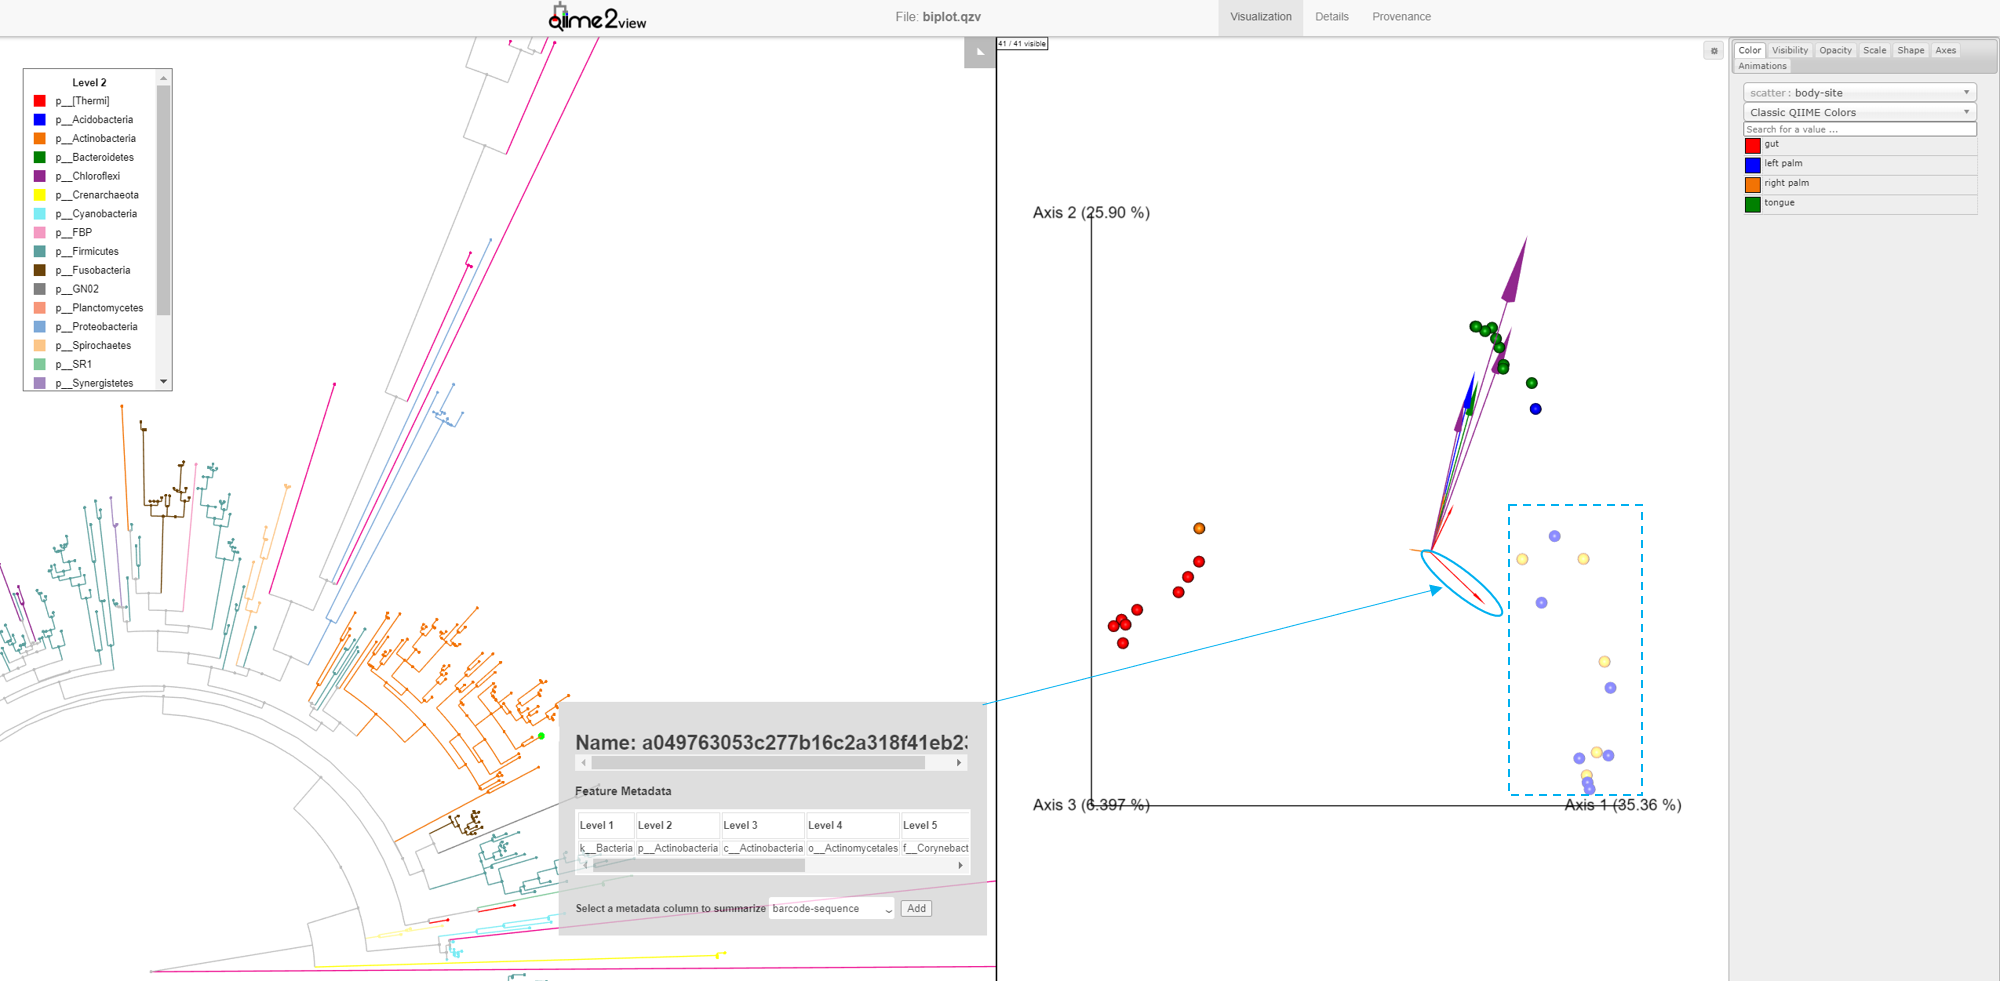 qiime2view
File: biplot.qzv
Visualization
Details
Provenance
41 / 41 visible
Level 2
p__[Thermi]
p__Acidobacteria
p__Actinobacteria
p__Bacteroidetes
p__Chloroflexi
p__Crenarchaeota
p__Cyanobacteria
p__FBP
p__Firmicutes
p__Fusobacteria
p__GN02
p__Planctomycetes
p__Proteobacteria
p__Spirochaetes
p__SR1
p__Synergistetes
Name: a049763053c277b16c2a318f41eb23
Feature Metadata
Level 1 Level 2 Level 3 Level 4 Level 5
k__Bacteria p__Actinobacteria c__Actinobacteria o__Actinomycetales f__Corynebact
Select a metadata column to summarize barcode-sequence Add
Axis 2 (25.90 %)
Axis 3 (6.397 %)
Axis 1 (35.36 %)
Color Visibility Opacity Scale Shape Axes
Animations
scatter: body-site
Classic QIIME Colors
Search for a value ...
gut
left palm
right palm
tongue